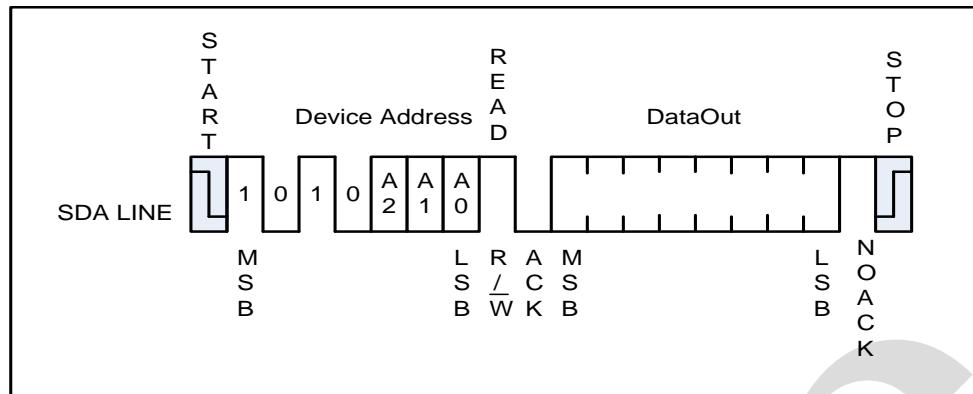 START
READ
STOP
Device Address
DataOut
SDA LINE
1 0 1 0 A2 A1 A0
MSB
LSB
R/W
ACK
MSB
LSB
NOACK